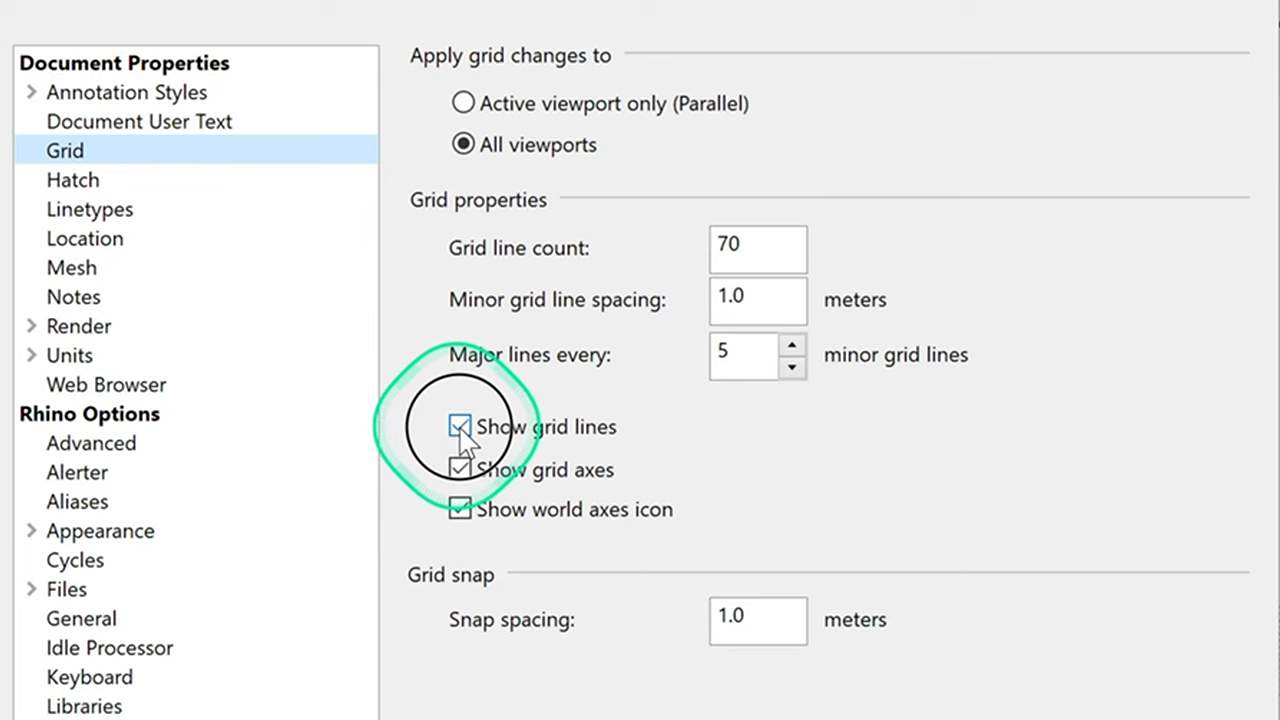 Document Properties
Annotation Styles
Document User Text
Grid
Hatch
Linetypes
Location
Mesh
Notes
Render
Units
Web Browser
Rhino Options
Advanced
Alerter
Aliases
Appearance
Cycles
Files
General
Idle Processor
Keyboard
Libraries
Apply grid changes to
Active viewport only (Parallel)
All viewports
Grid properties
Grid line count: 70
Minor grid line spacing: 1.0 meters
Major lines every: 5 minor grid lines
Show grid lines
Show grid axes
Show world axes icon
Grid snap
Snap spacing: 1.0 meters